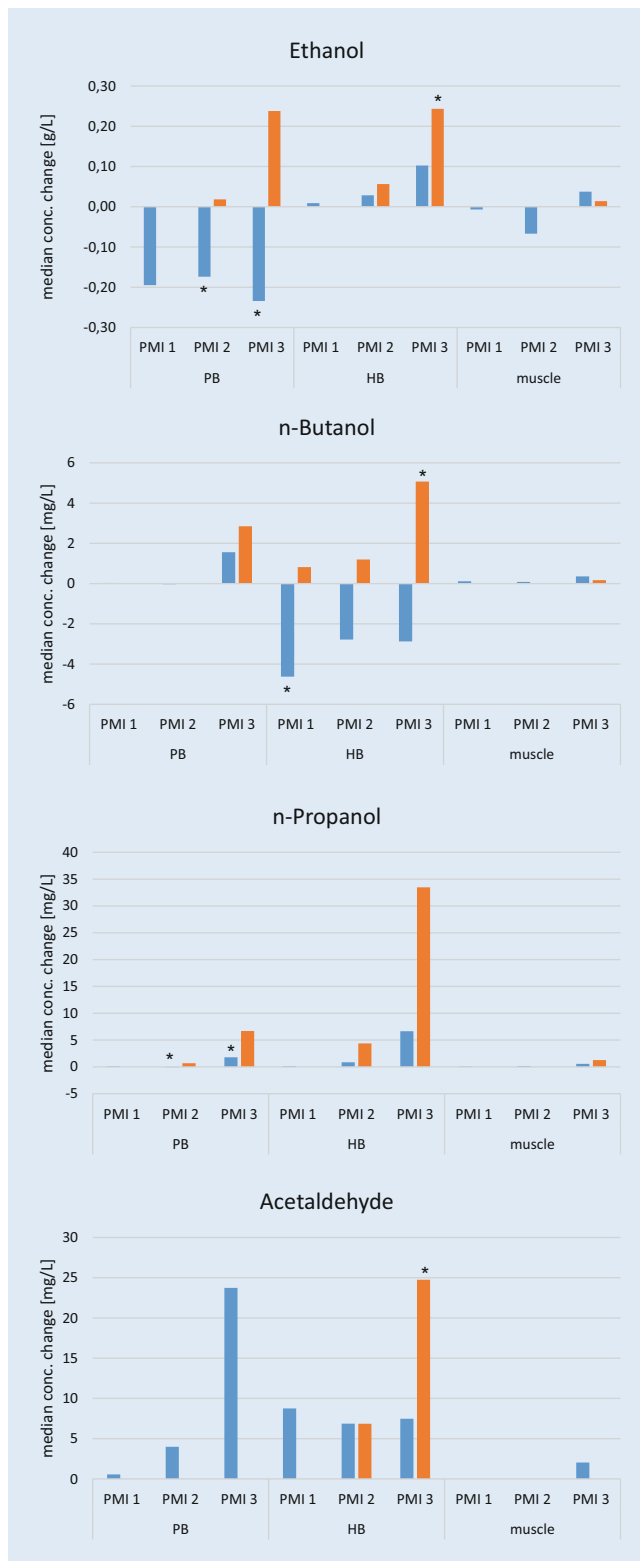 Ethanol
median conc. change [g/L]
0,30
0,20
0,10
0,00
-0,10
-0,20
-0,30
*
*
*
PMI 1 PMI 2 PMI 3 PMI 1 PMI 2 PMI 3 PMI 1 PMI 2 PMI 3
PB HB muscle
n-Butanol
median conc. change [mg/L]
6
4
2
0
-2
-4
-6
*
*
PMI 1 PMI 2 PMI 3 PMI 1 PMI 2 PMI 3 PMI 1 PMI 2 PMI 3
PB HB muscle
n-Propanol
median conc. change [mg/L]
40
35
30
25
20
15
10
5
0
-5
* *
PMI 1 PMI 2 PMI 3 PMI 1 PMI 2 PMI 3 PMI 1 PMI 2 PMI 3
PB HB muscle
Acetaldehyde
median conc. change [mg/L]
30
25
20
15
10
5
0
*
PMI 1 PMI 2 PMI 3 PMI 1 PMI 2 PMI 3 PMI 1 PMI 2 PMI 3
PB HB muscle